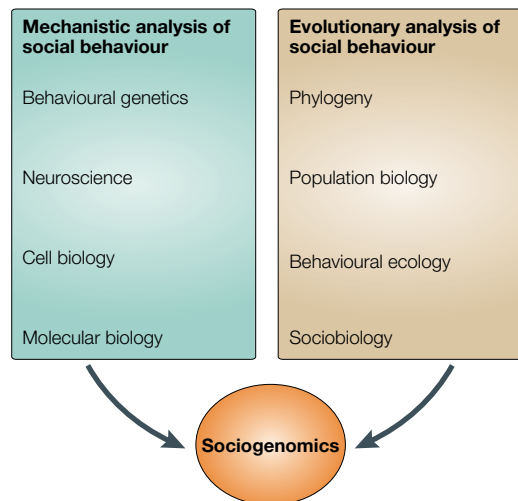 Mechanistic analysis of
social behaviour
Behavioural genetics
Neuroscience
Cell biology
Molecular biology
Evolutionary analysis of
social behaviour
Phylogeny
Population biology
Behavioural ecology
Sociobiology
Sociogenomics